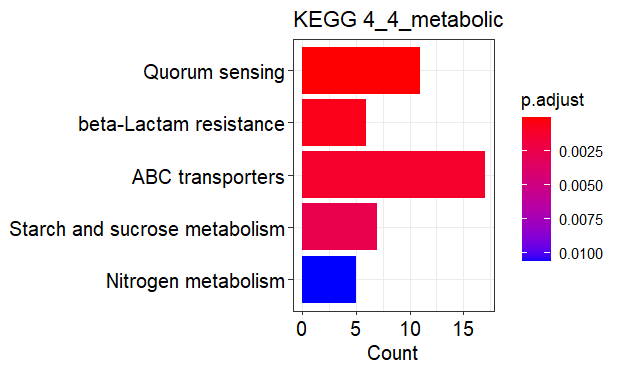 KEGG 4_4_metabolic
Quorum sensing
beta-Lactam resistance
ABC transporters
Starch and sucrose metabolism
Nitrogen metabolism
0 5 10 15
Count
p.adjust
0.0025
0.0050
0.0075
0.0100